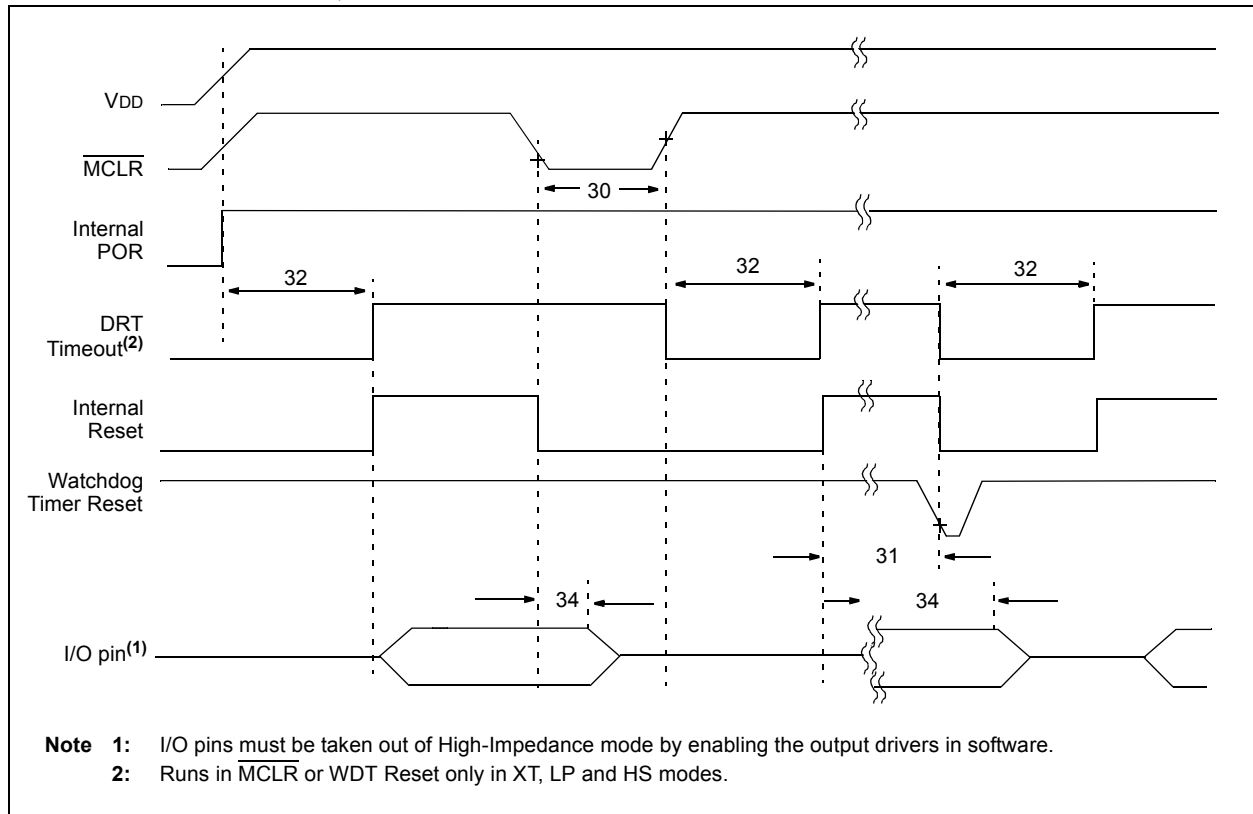 VDD
MCLR
30
Internal
POR
32
32
32
DRT
Timeout(2)
Internal
Reset
Watchdog
Timer Reset
31
34
34
I/O pin(1)
Note 1: I/O pins must be taken out of High-Impedance mode by enabling the output drivers in software.
2: Runs in MCLR or WDT Reset only in XT, LP and HS modes.